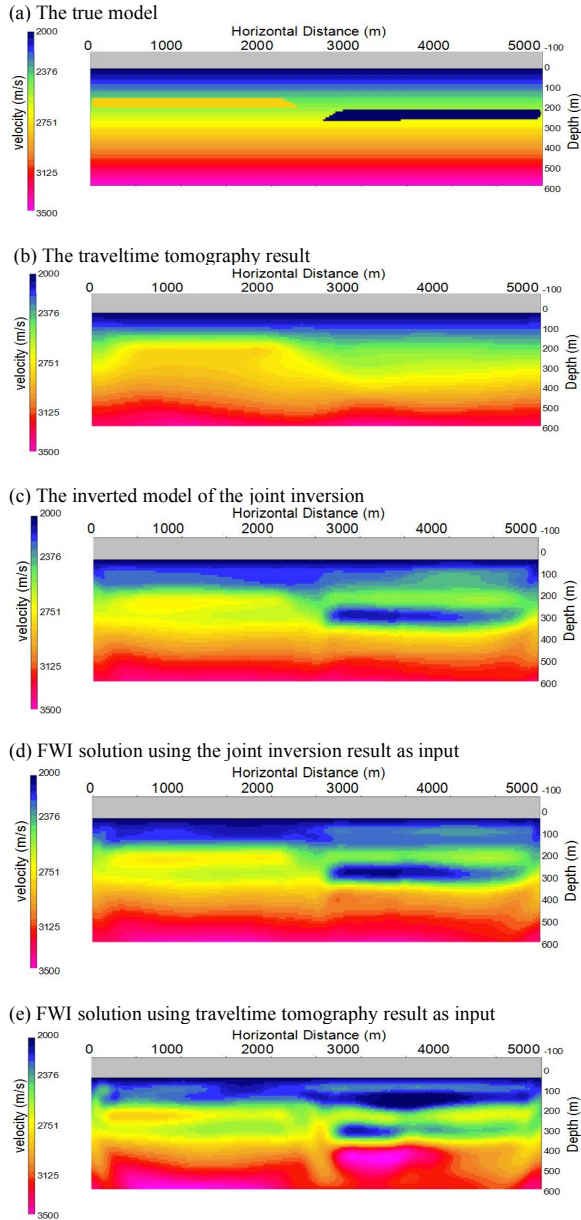 (a) The true model
Horizontal Distance (m)
0 1000 2000 3000 4000 5000
velocity (m/s)
2000
2376
2751
3125
3500
-100
0
100
200
300
400
500
600
Depth (m)
(b) The traveltime tomography result
Horizontal Distance (m)
0 1000 2000 3000 4000 5000
velocity (m/s)
2000
2376
2751
3125
3500
-100
0
100
200
300
400
500
600
Depth (m)
(c) The inverted model of the joint inversion
Horizontal Distance (m)
0 1000 2000 3000 4000 5000
velocity (m/s)
2000
2376
2751
3125
3500
-100
0
100
200
300
400
500
600
Depth (m)
(d) FWI solution using the joint inversion result as input
Horizontal Distance (m)
0 1000 2000 3000 4000 5000
velocity (m/s)
2000
2376
2751
3125
3500
-100
0
100
200
300
400
500
600
Depth (m)
(e) FWI solution using traveltime tomography result as input
Horizontal Distance (m)
0 1000 2000 3000 4000 5000
velocity (m/s)
2000
2376
2751
3125
3500
-100
0
100
200
300
400
500
600
Depth (m)